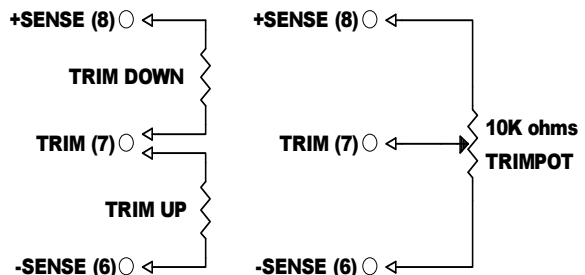 +SENSE (8)
TRIM DOWN
TRIM (7)
TRIM UP
-SENSE (6)
+SENSE (8)
TRIM (7)
10K ohms
TRIMPOT
-SENSE (6)